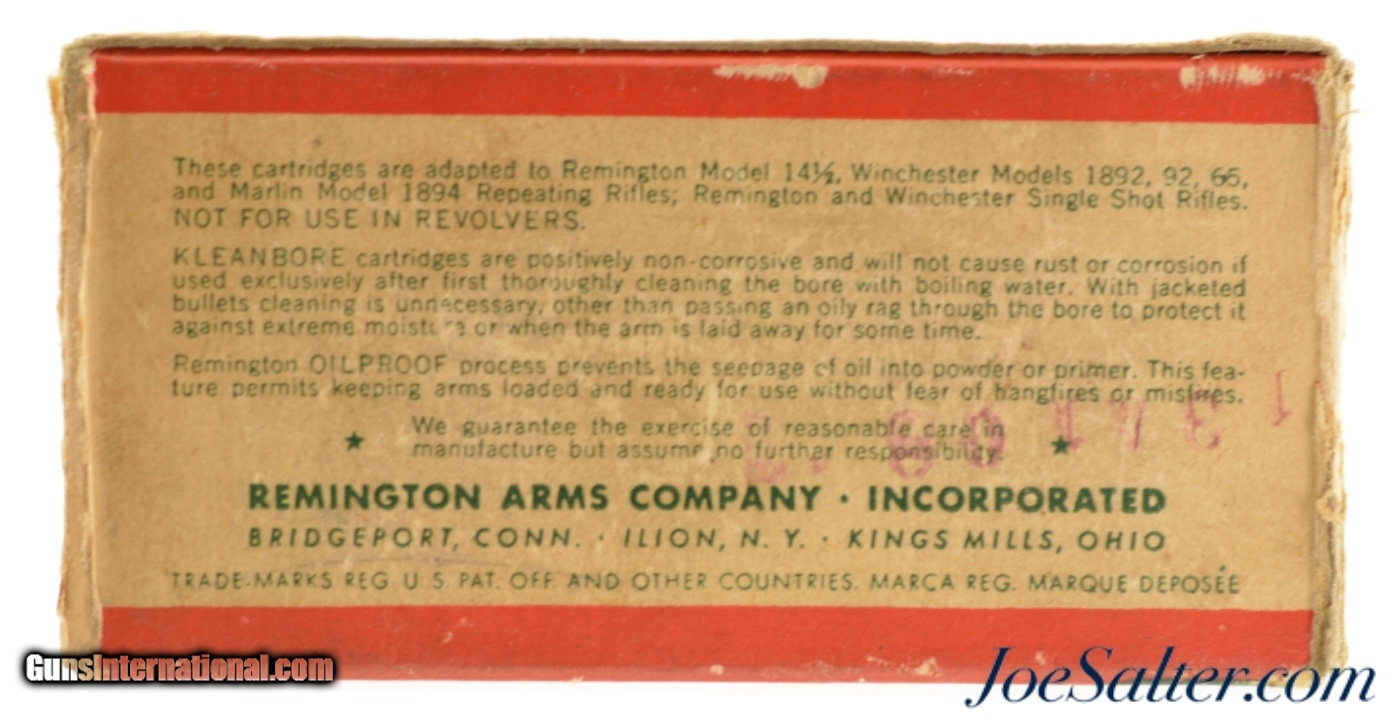 These cartridges are adapted to Remington Model 14½, Winchester Models 1892, 92, 65,
and Marlin Model 1894 Repeating Rifles; Remington and Winchester Single Shot Rifles.
NOT FOR USE IN REVOLVERS.
KLEANBORE cartridges are positively non-corrosive and will not cause rust or corrosion if
used exclusively after first thoroughly cleaning the bore with boiling water. With jacketed
bullets cleaning is unnecessary, other than passing an oily rag through the bore to protect it
against extreme moisture or when the arm is laid away for some time.
Remington OILPROOF process prevents the seepage of oil into powder or primer. This fea-
ture permits keeping arms loaded and ready for use without fear of hangfires or misfires.
We guarantee the exercise of reasonable care in
★ manufacture but assume no further responsibility. ★
REMINGTON ARMS COMPANY · INCORPORATED
BRIDGEPORT, CONN. · ILION, N. Y. · KINGS MILLS, OHIO
TRADE-MARKS REG U S. PAT. OFF. AND OTHER COUNTRIES. MARCA REG. MARQUE DEPOSÉE
GunsInternational.com
JoeSalter.com